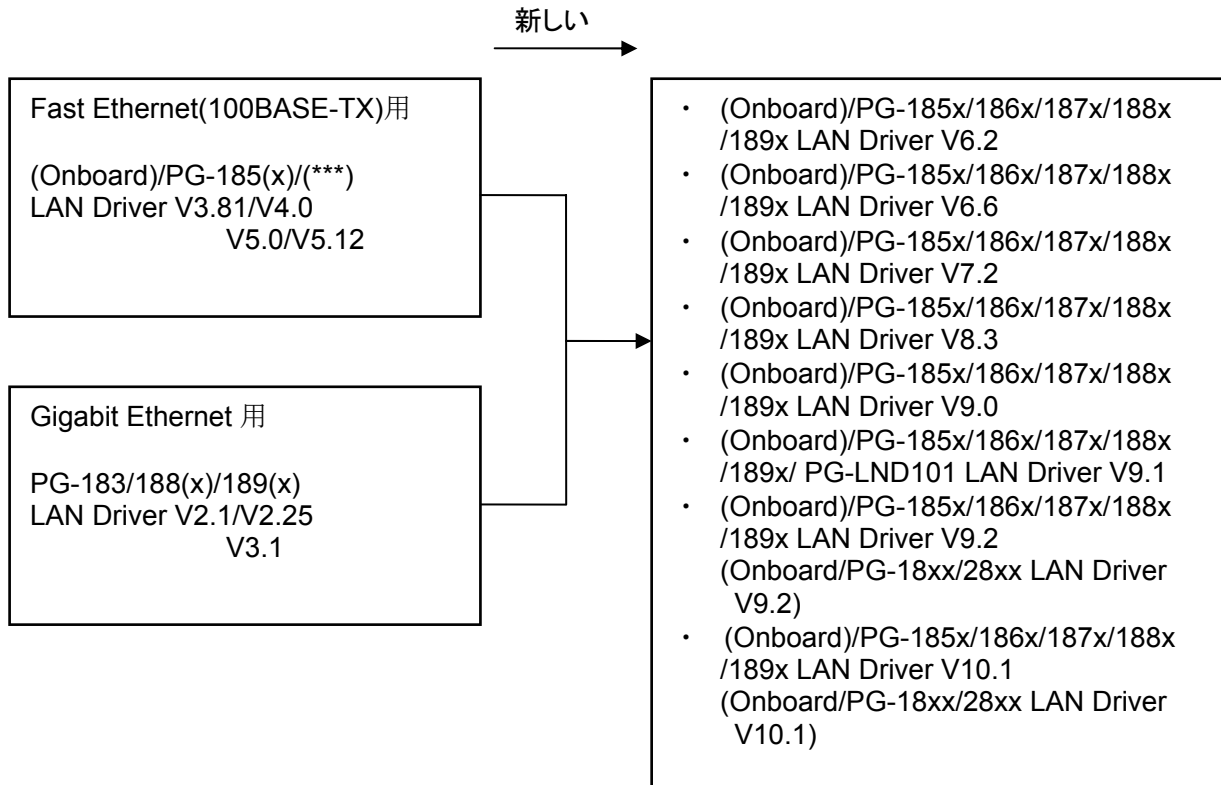 新しい
Fast Ethernet(100BASE-TX)用
(Onboard)/PG-185(x)/(***)
LAN Driver V3.81/V4.0
V5.0/V5.12
Gigabit Ethernet 用
PG-183/188(x)/189(x)
LAN Driver V2.1/V2.25
V3.1
・ (Onboard)/PG-185x/186x/187x/188x
/189x LAN Driver V6.2
・ (Onboard)/PG-185x/186x/187x/188x
/189x LAN Driver V6.6
・ (Onboard)/PG-185x/186x/187x/188x
/189x LAN Driver V7.2
・ (Onboard)/PG-185x/186x/187x/188x
/189x LAN Driver V8.3
・ (Onboard)/PG-185x/186x/187x/188x
/189x LAN Driver V9.0
・ (Onboard)/PG-185x/186x/187x/188x
/189x/ PG-LND101 LAN Driver V9.1
・ (Onboard)/PG-185x/186x/187x/188x
/189x LAN Driver V9.2
(Onboard/PG-18xx/28xx LAN Driver
V9.2)
・ (Onboard)/PG-185x/186x/187x/188x
/189x LAN Driver V10.1
(Onboard/PG-18xx/28xx LAN Driver
V10.1)